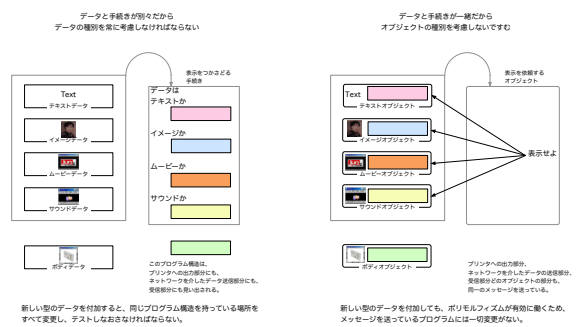 データと手続きが別々だから
データの種別を常に考慮しなければならない
表示をつかさどる
手続き
Text
テキストデータ
イメージデータ
ムービーデータ
サウンドデータ
ボディデータ
データは
テキストか
イメージか
ムービーか
サウンドか
このプログラム構造は、
プリンタへの出力部分にも、
ネットワークを介したデータ送信部分にも、
受信部分にも見い出される。
新しい型のデータを付加すると、同じプログラム構造を持っている場所を
すべて変更し、テストしなおさなければならない。
データと手続きが一緒だから
オブジェクトの種別を考慮しないですむ
表示を依頼する
オブジェクト
Text
テキストオブジェクト
イメージオブジェクト
ムービーオブジェクト
サウンドオブジェクト
ボディオブジェクト
表示せよ
プリンタへの出力部分、
ネットワークを介したデータの送信部分、
受信部分どのオブジェクトの部分も、
同一のメッセージを送っている。
新しい型のデータを付加しても、ポリモルフィズムが有効に働くため、
メッセージを送っているプログラムには一切変更がない。